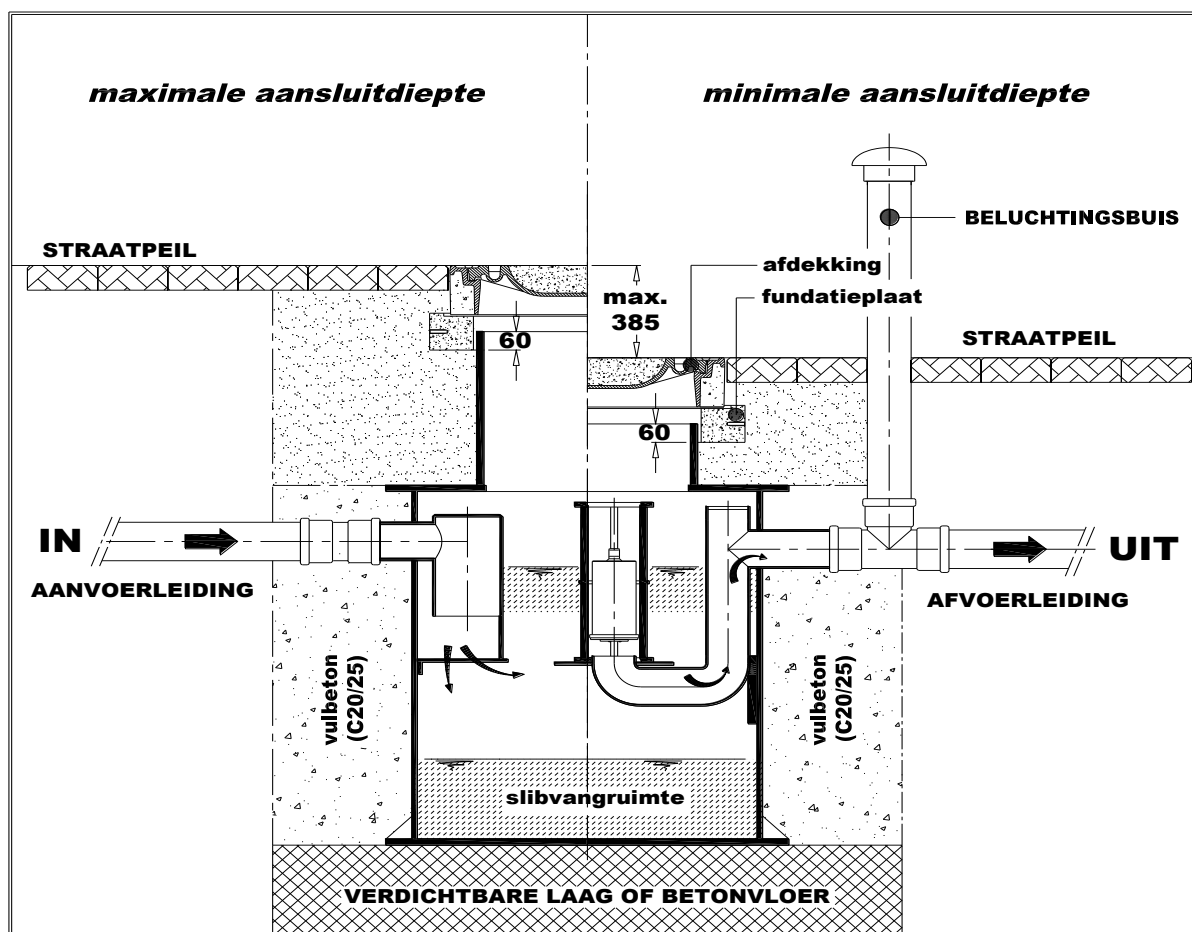 maximale aansluitdiepte
minimale aansluitdiepte
BELUCHTINGSBUIS
STRAATPEIL
afdekking
max.
385
fundatieplaat
60
STRAATPEIL
60
IN
UIT
AANVOERLEIDING
AFVOERLEIDING
vulbeton
(C20/25)
vulbeton
(C20/25)
slibvangruimte
VERDICHTBARE LAAG OF BETONVLOER